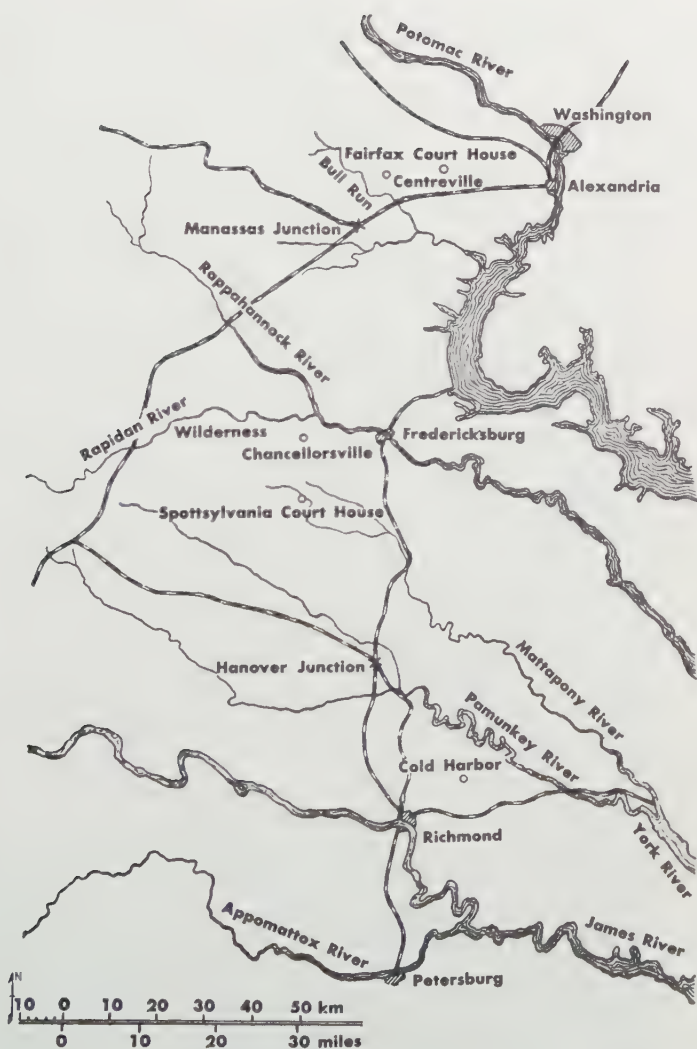 Potomac River
Washington
Fairfax Court House
Centreville
Bull Run
Alexandria
Manassas Junction
Rappahannock River
Rapidan River
Wilderness
Fredericksburg
Chancellorsville
Spottsylvania Court House
Hanover Junction
Mattapony River
Pamunkey River
Cold Harbor
York River
Richmond
Appomattox River
James River
Petersburg
N
10 0 10 20 30 40 50 km
0 10 20 30 miles